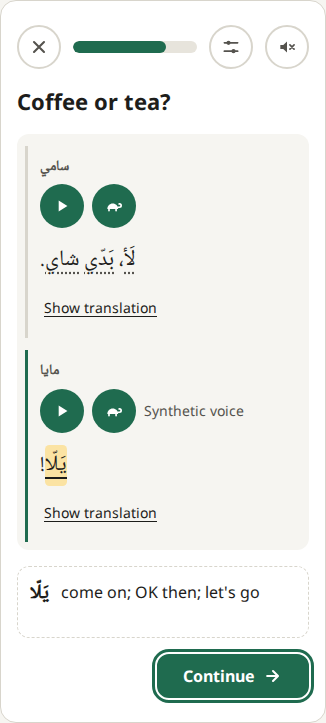 Coffee or tea?
سامي
لَأ، بَدّي شاي.
Show translation
مايا
Synthetic voice
يَلّا!
Show translation
يَلّا come on; OK then; let's go
Continue →